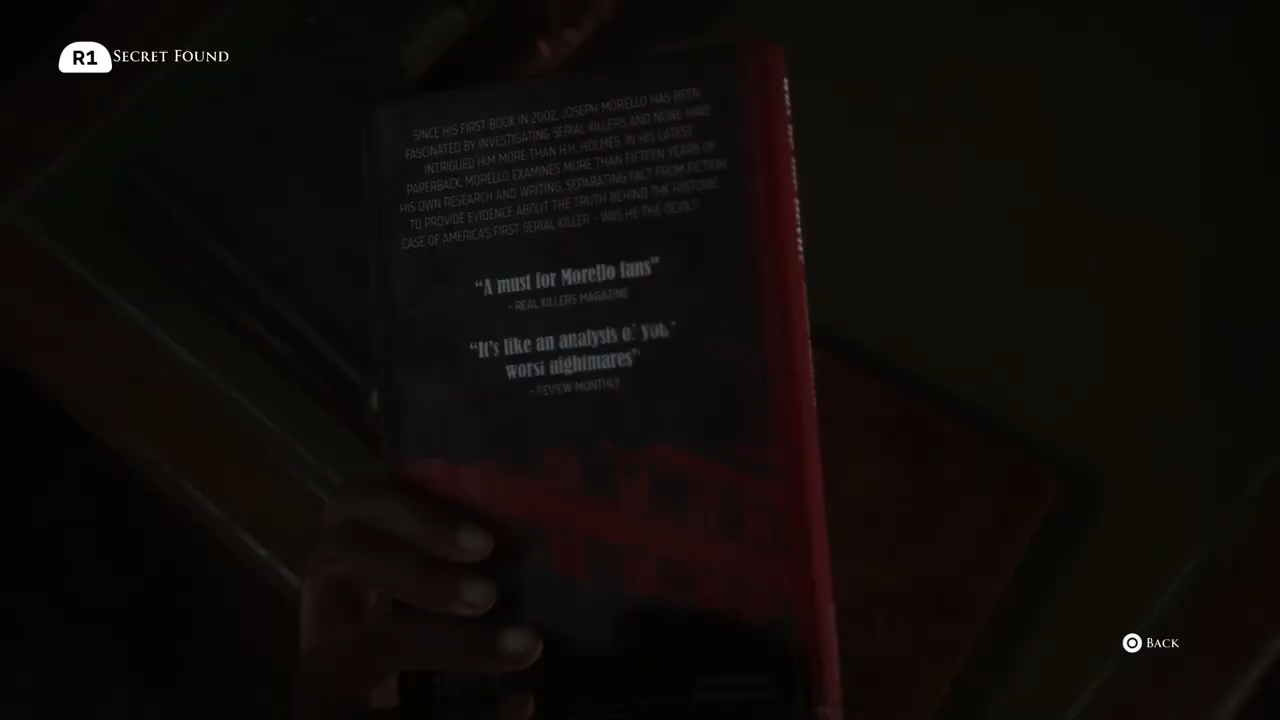 R1 SECRET FOUND
SINCE HIS FIRST BOOK IN 2002, JOSEPH MORELLO HAS BEEN
FASCINATED BY INVESTIGATING SERIAL KILLERS AND NONE HAVE
INTRIGUED HIM MORE THAN H.H. HOLMES. IN HIS LATEST
PAPERBACK, MORELLO EXAMINES MORE THAN FIFTEEN YEARS OF
HIS OWN RESEARCH AND WRITING, SEPARATING FACT FROM FICTION
TO PROVIDE EVIDENCE ABOUT THE TRUTH BEHIND THE HISTORIC
CASE OF AMERICA'S FIRST SERIAL KILLER - WAS HE THE DEVIL?
"A must for Morello fans"
- REAL KILLERS MAGAZINE
"It's like an analysis of your
worst nightmares"
- REVIEW MONTHLY
BACK